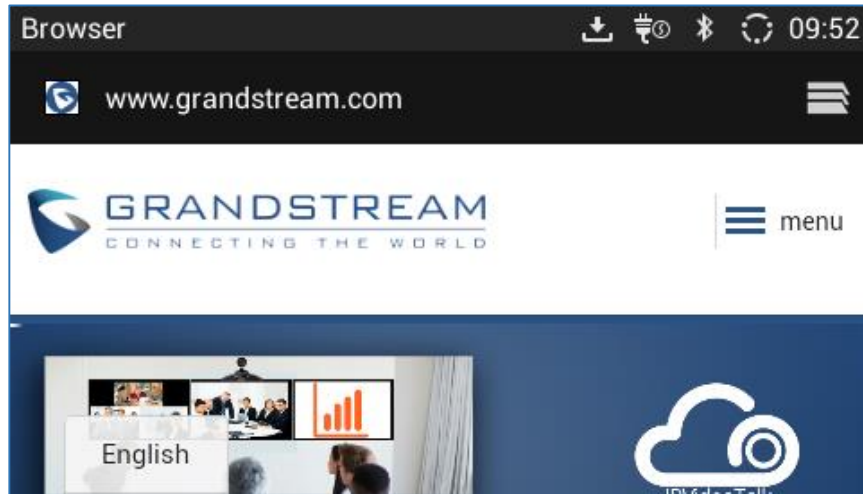 Browser 09:52
www.grandstream.com
GRANDSTREAM
CONNECTING THE WORLD
menu
English